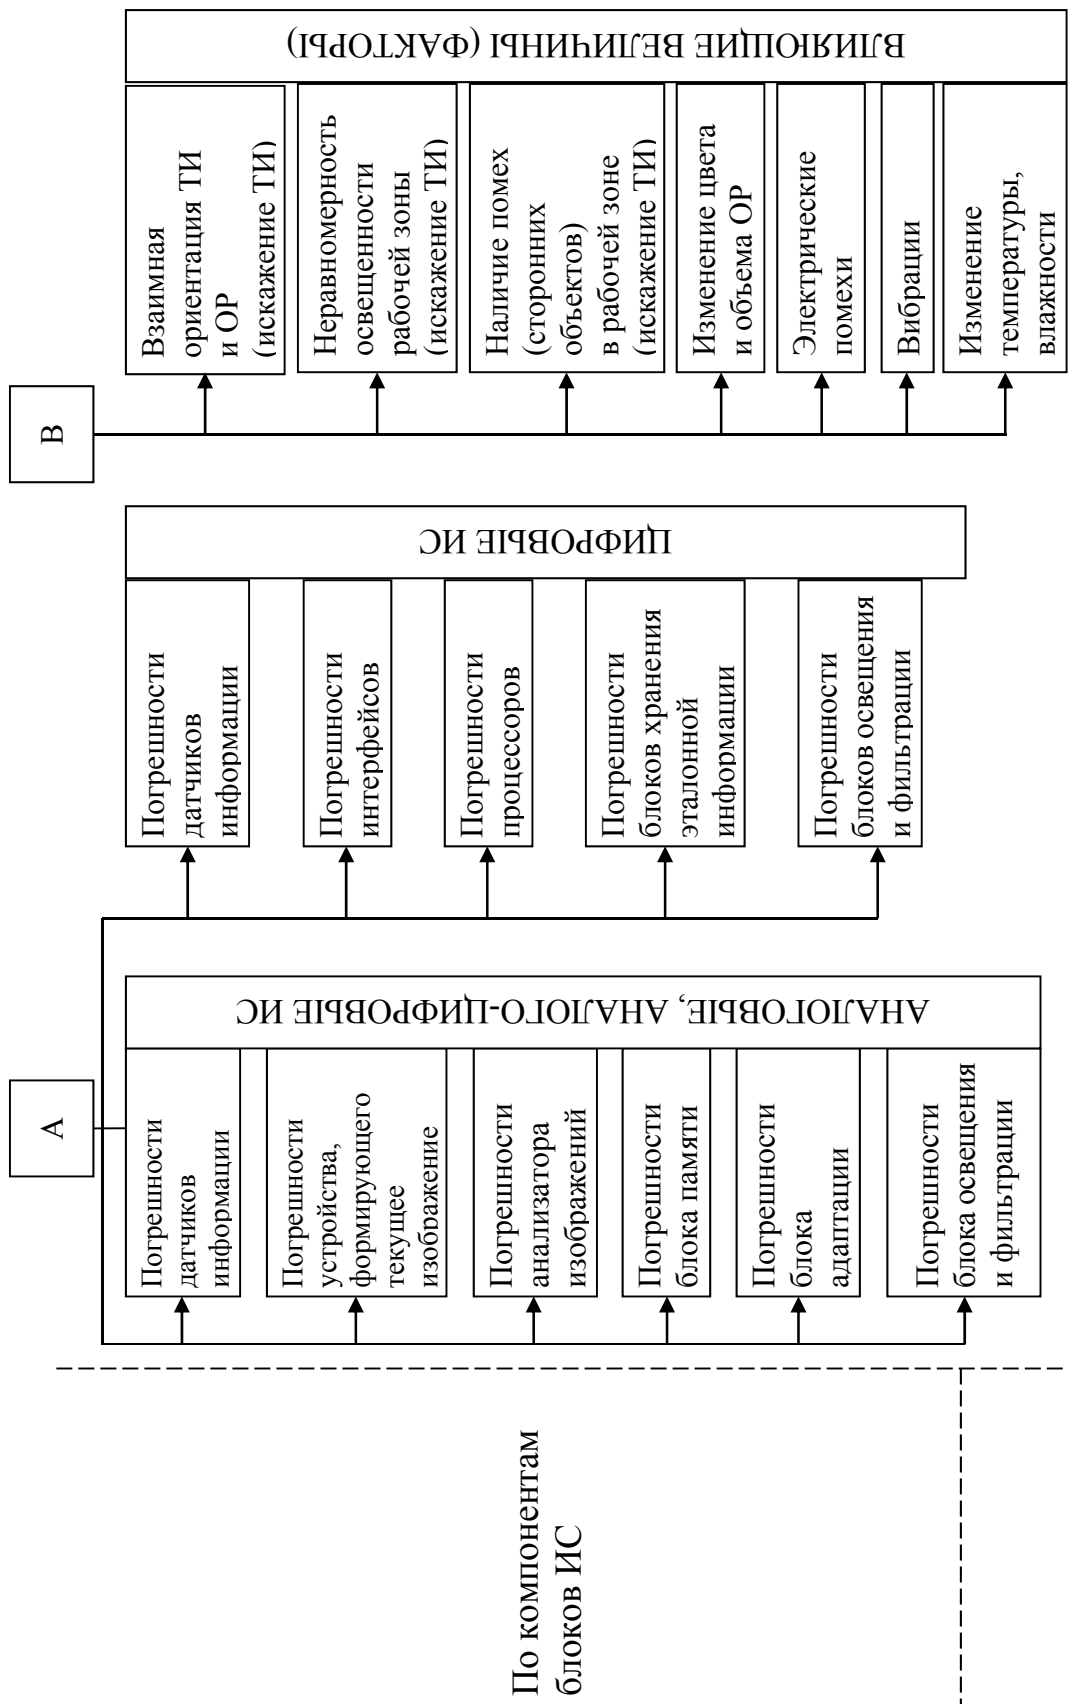 По компонентам
блоков ИС
А
Погрешности
датчиков
информации
Погрешности
устройства,
формирующего
текущее
изображение
Погрешности
анализатора
изображений
Погрешности
блока памяти
Погрешности
блока
адаптации
Погрешности
блока освещения
и фильтрации
АНАЛОГОВЫЕ, АНАЛОГО-ЦИФРОВЫЕ ИС
Погрешности
датчиков
информации
Погрешности
интерфейсов
Погрешности
процессоров
Погрешности
блоков хранения
эталонной
информации
Погрешности
блоков освещения
и фильтрации
ЦИФРОВЫЕ ИС
В
Взаимная
ориентация ТИ
и ОР
(искажение ТИ)
Неравномерность
освещенности
рабочей зоны
(искажение ТИ)
Наличие помех
(сторонних
объектов)
в рабочей зоне
(искажение ТИ)
Изменение цвета
и объема ОР
Электрические
помехи
Вибрации
Изменение
температуры,
влажности
ВЛИЯЮЩИЕ ВЕЛИЧИНЫ (ФАКТОРЫ)